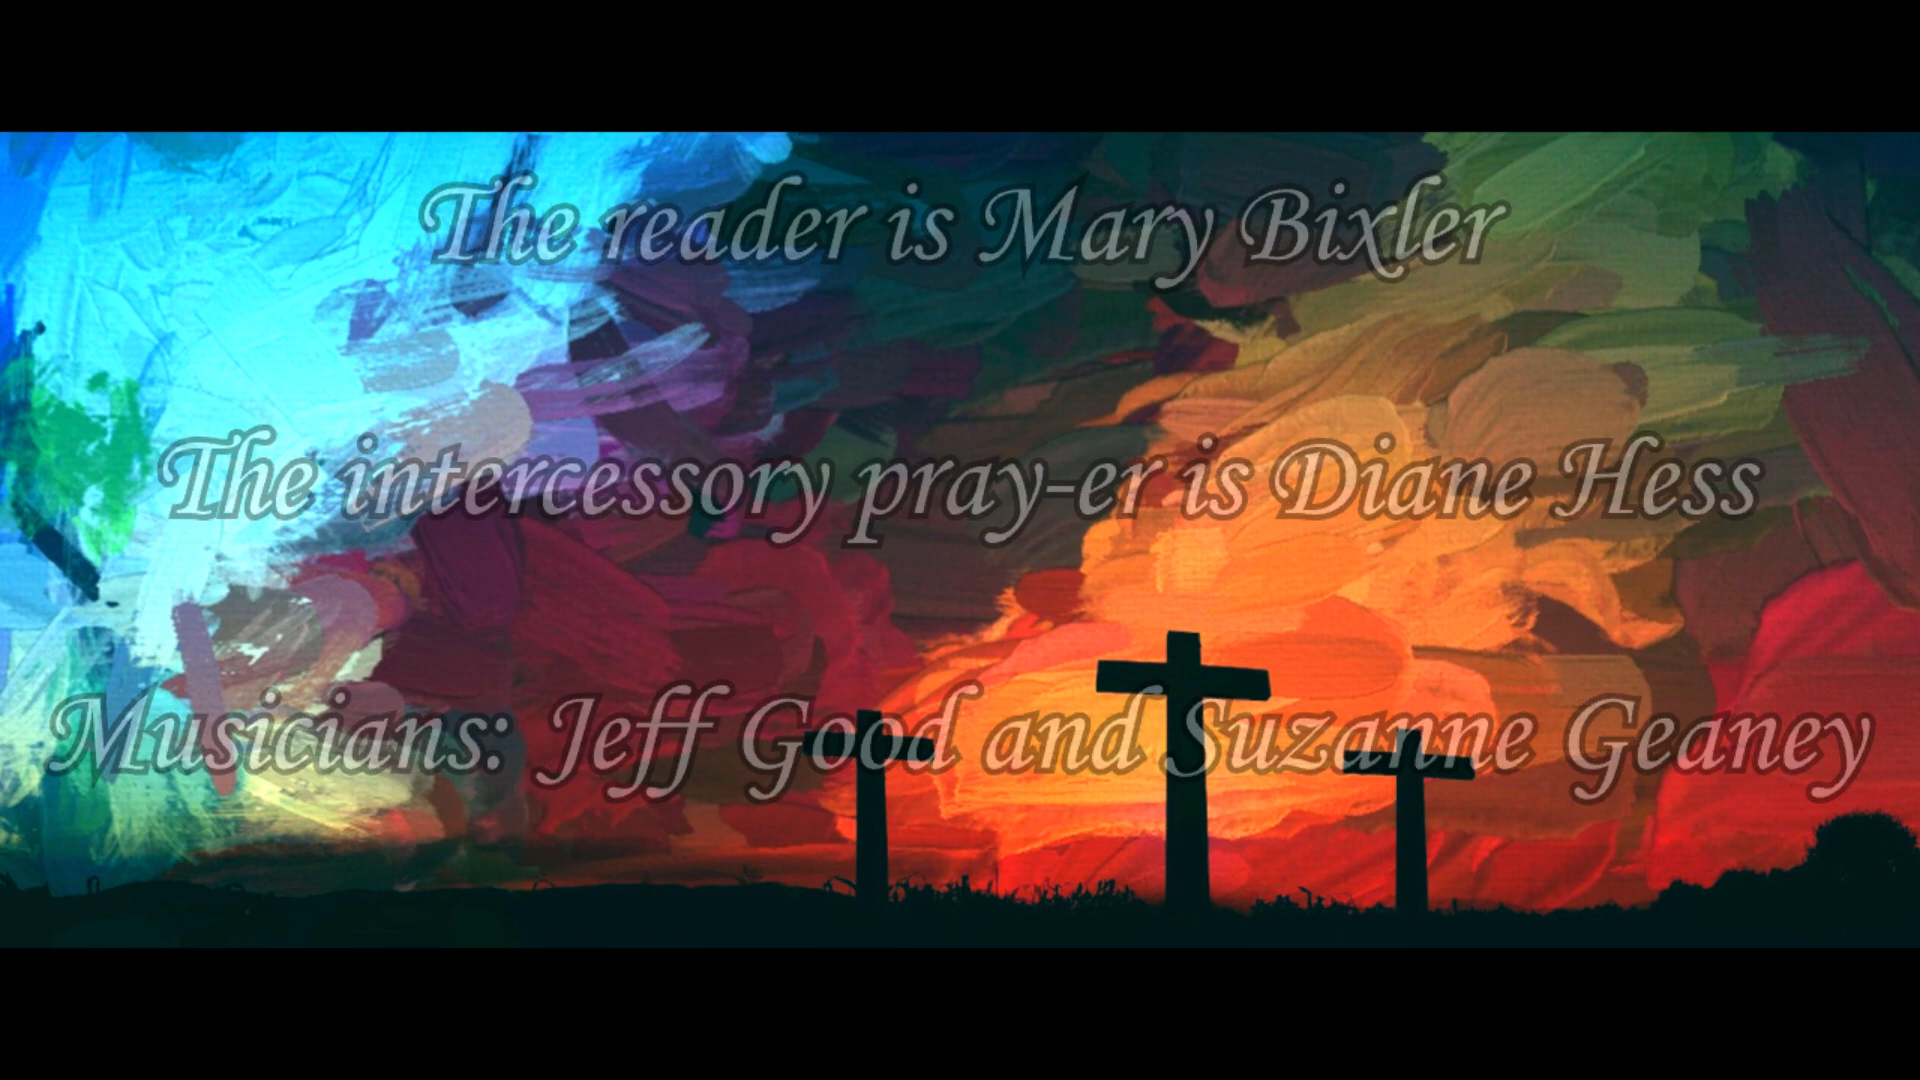 The reader is Mary Bixler
The intercessory pray-er is Diane Hess
Musicians: Jeff Good and Suzanne Geaney